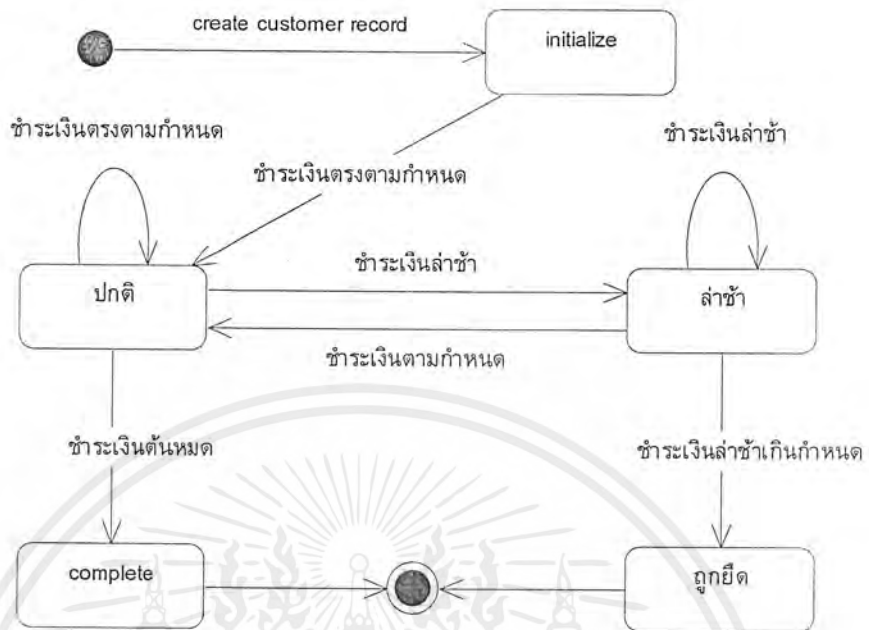 create customer record
initialize
ชำระเงินตรงตามกำหนด
ชำระเงินล่าช้า
ชำระเงินตรงตามกำหนด
ชำระเงินล่าช้า
ปกติ
ล่าช้า
ชำระเงินตามกำหนด
ชำระเงินต้นหมด
ชำระเงินล่าช้าเกินกำหนด
complete
ถูกยึด